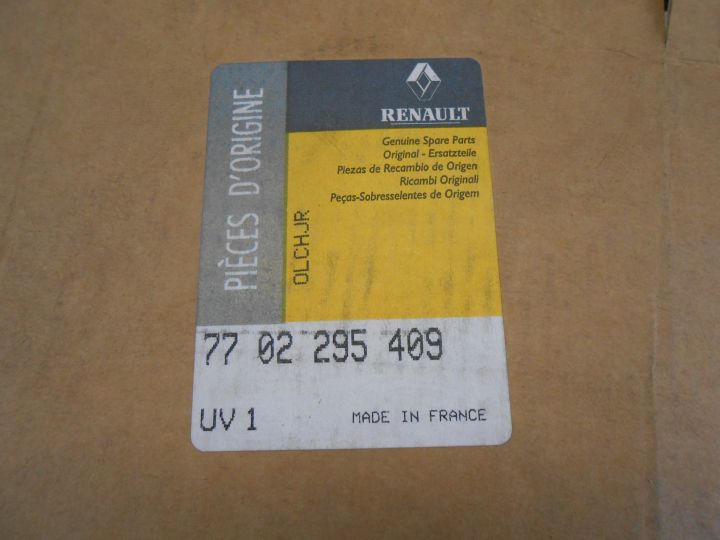 PIÈCES D'ORIGINE
RENAULT
Genuine Spare Parts
Original - Ersatzteile
Piezas de Recambio de Origen
Ricambi Originali
Peças-Sobresselentes de Origem
OLCHJR
77 02 295 409
UV 1
MADE IN FRANCE